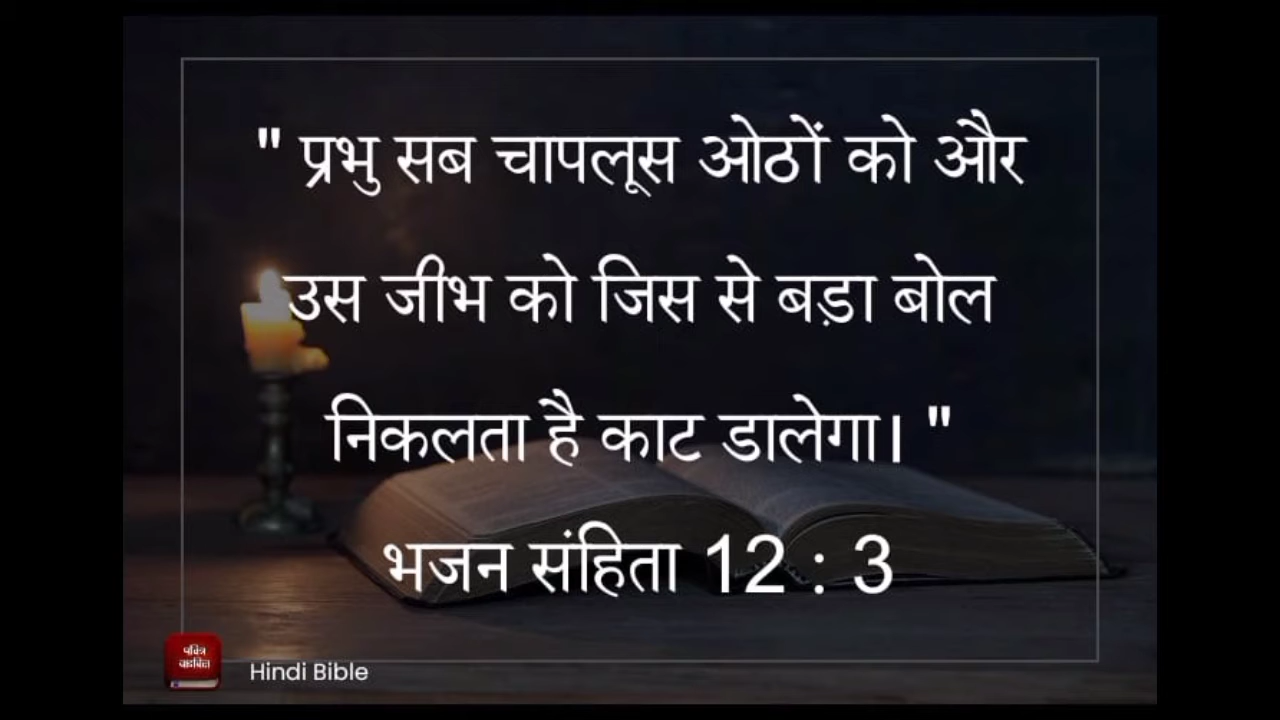 " प्रभु सब चापलूस ओठों को और
उस जीभ को जिस से बड़ा बोल
निकलता है काट डालेगा। "
भजन संहिता 12 : 3
पवित्र
बाइबिल
Hindi Bible